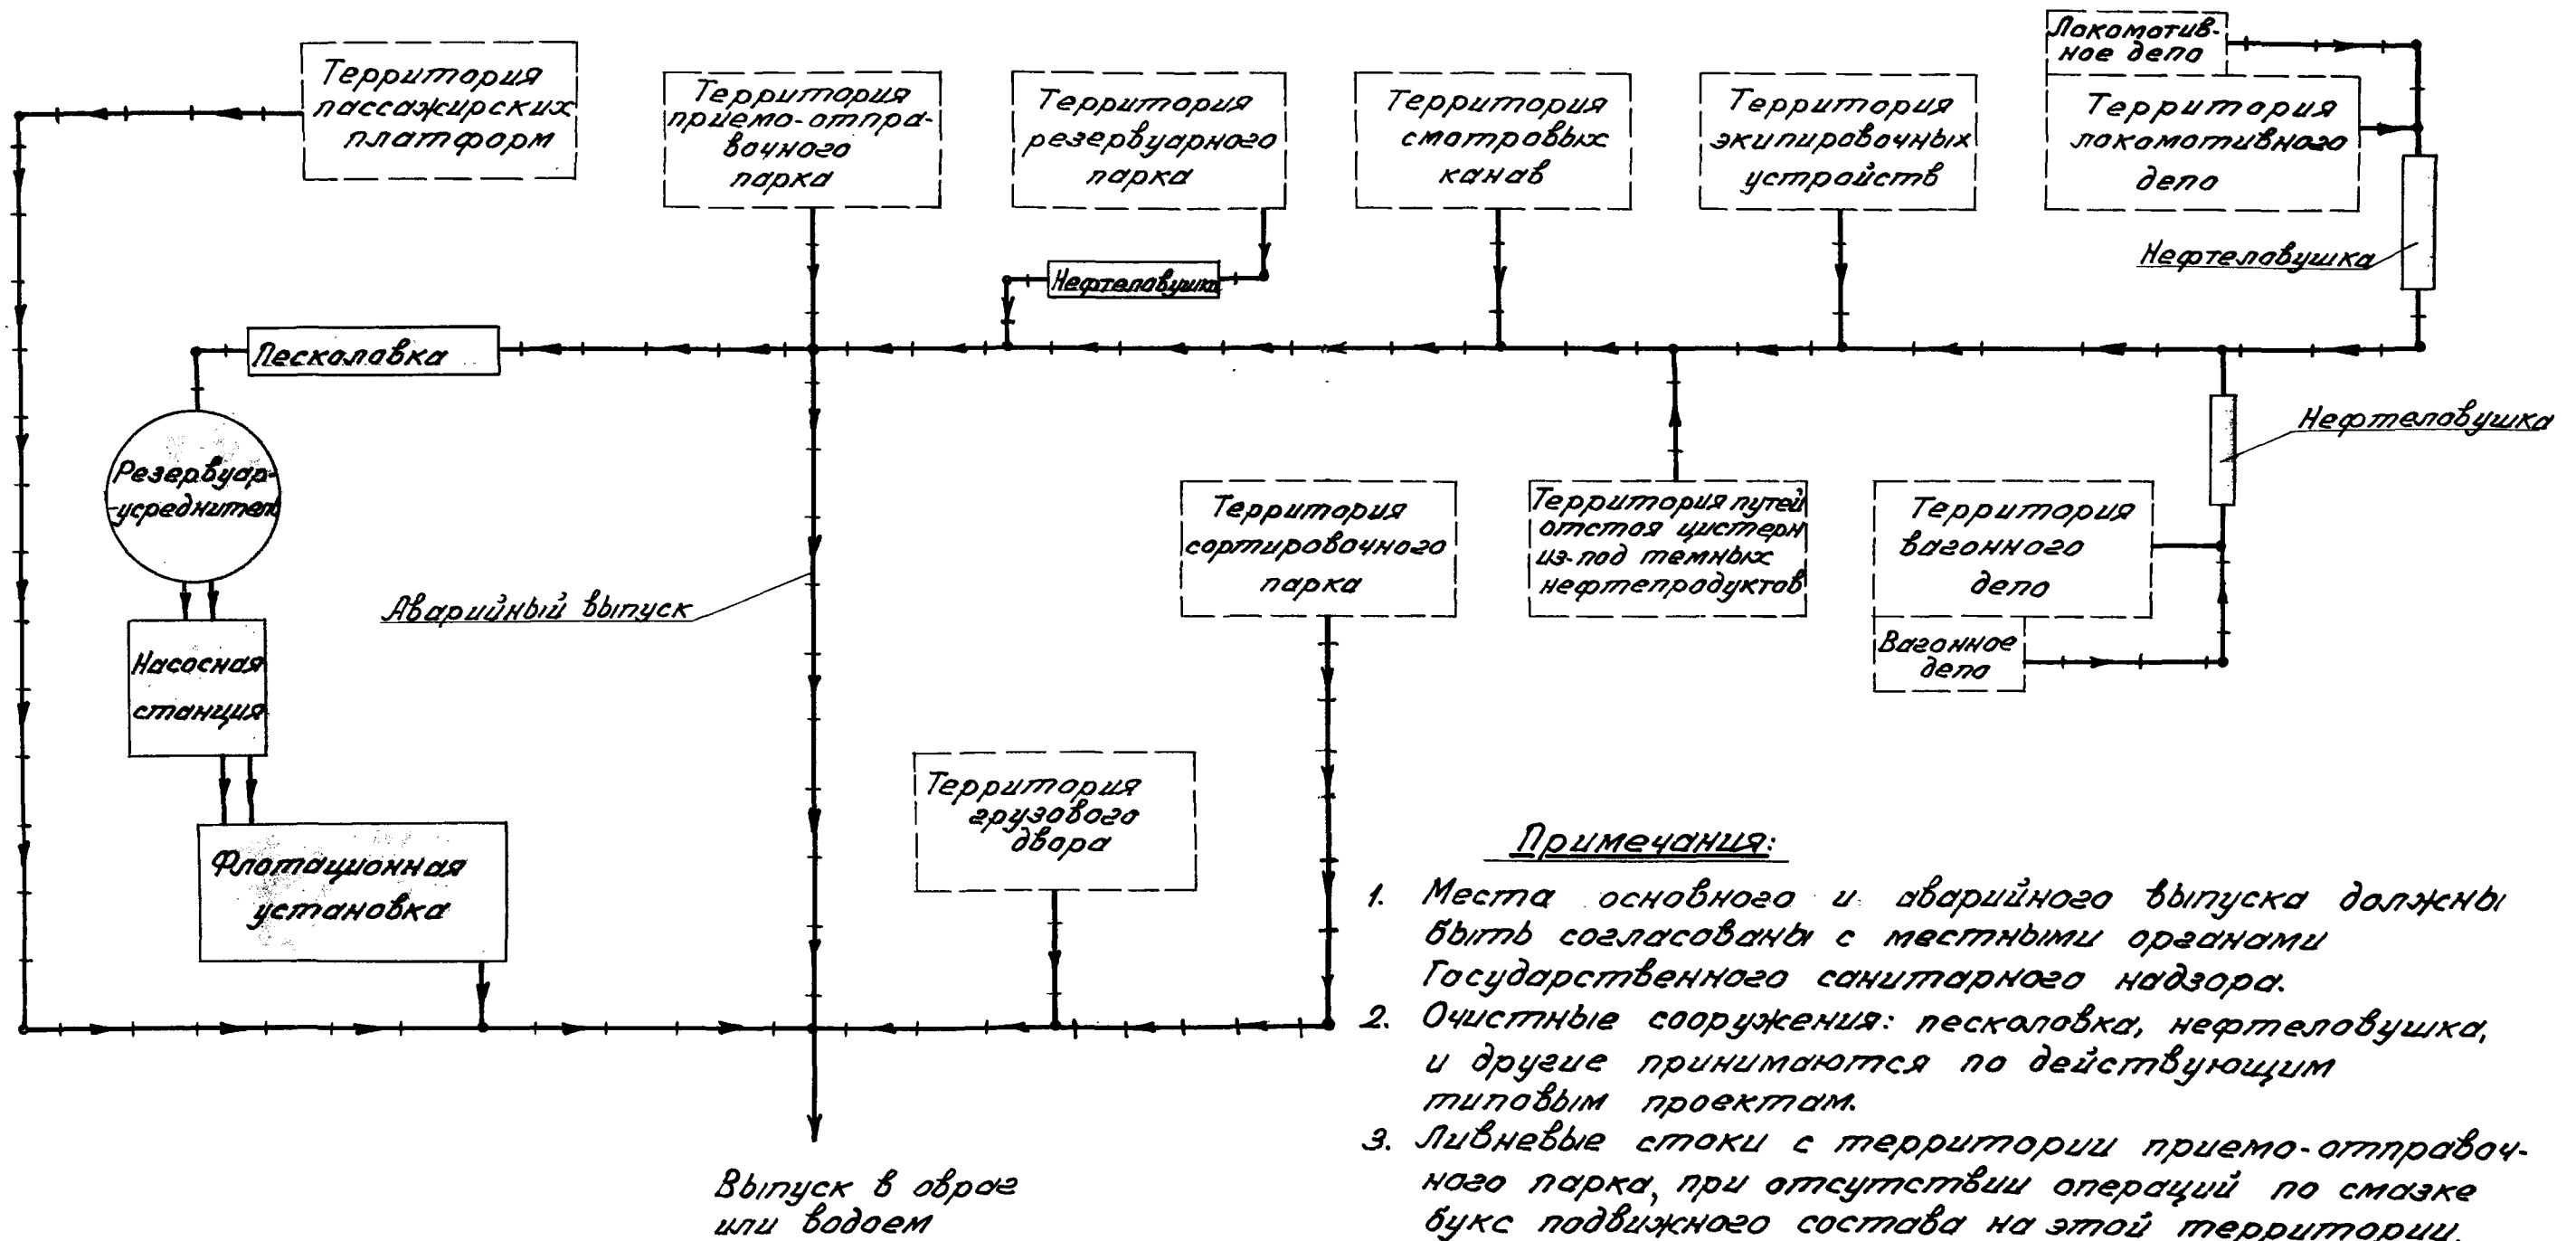 Территория
пассажирских
платформ
Территория
приемо-отпра-
вочного
парка
Территория
резервуарного
парка
Территория
смотровых
канав
Территория
экипировочных
устройств
Локомотив-
ное депо
Территория
локомотивного
депо
Нефтеловушка
Нефтеловушка
Песколовка
Нефтеловушка
Резервуар-
-усреднитель
Территория
сортировочного
парка
Территория путей
отстоя цистерн
из-под темных
нефтепродуктов
Территория
вагонного
депо
Вагонное
депо
Аварийный выпуск
Насосная
станция
Территория
грузового
двора
Флотационная
установка
Выпуск в овраг
или водоем
Примечания:
1. Места основного и аварийного выпуска должны
быть согласованы с местными органами
Государственного санитарного надзора.
2. Очистные сооружения: песколовка, нефтеловушка,
и другие принимаются по действующим
типовым проектам.
3. Ливневые стоки с территории приемо-отправоч-
ного парка, при отсутствии операций по смазке
букс подвижного состава на этой территории,